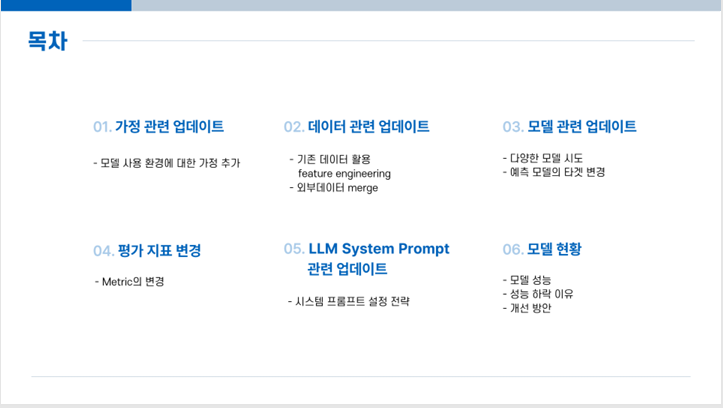 목차
01. 가정 관련 업데이트
- 모델 사용 환경에 대한 가정 추가
02. 데이터 관련 업데이트
- 기존 데이터 활용
feature engineering
- 외부데이터 merge
03. 모델 관련 업데이트
- 다양한 모델 시도
- 예측 모델의 타겟 변경
04. 평가 지표 변경
- Metric의 변경
05. LLM System Prompt
관련 업데이트
- 시스템 프롬프트 설정 전략
06. 모델 현황
- 모델 성능
- 성능 하락 이유
- 개선 방안